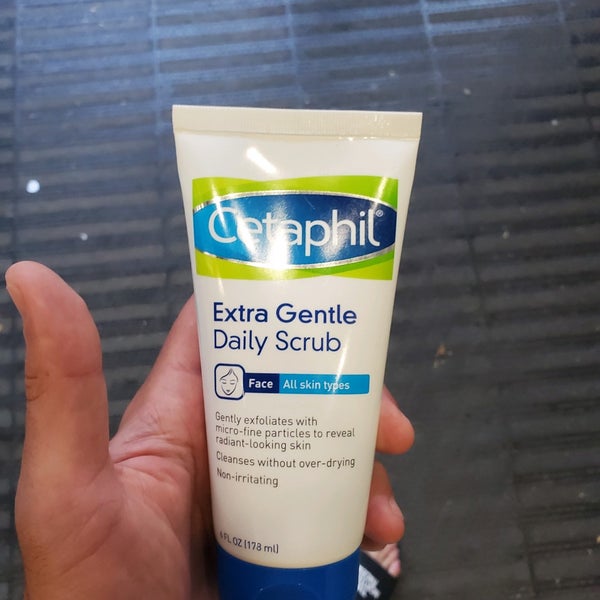 Cetaphil®
Extra Gentle
Daily Scrub
Face All skin types
Gently exfoliates with
micro-fine particles to reveal
radiant-looking skin
Cleanses without over-drying
Non-irritating
6 FL OZ (178 ml)